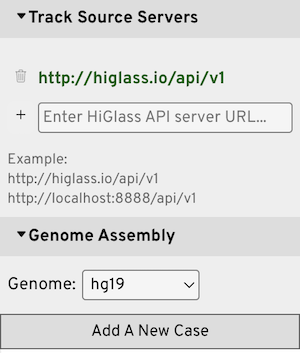 Track Source Servers
http://higlass.io/api/v1
+ Enter HiGlass API server URL...
Example:
http://higlass.io/api/v1
http://localhost:8888/api/v1
Genome Assembly
Genome: hg19
Add A New Case